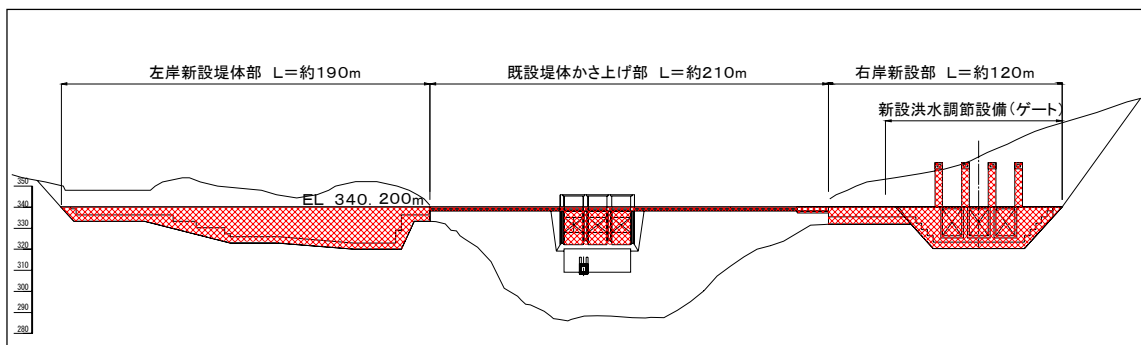 左岸新設堤体部 L=約190m
既設堤体かさ上げ部 L=約210m
右岸新設部 L=約120m
新設洪水調節設備(ゲート)
EL 340.200m
350
340
330
320
310
300
290
280